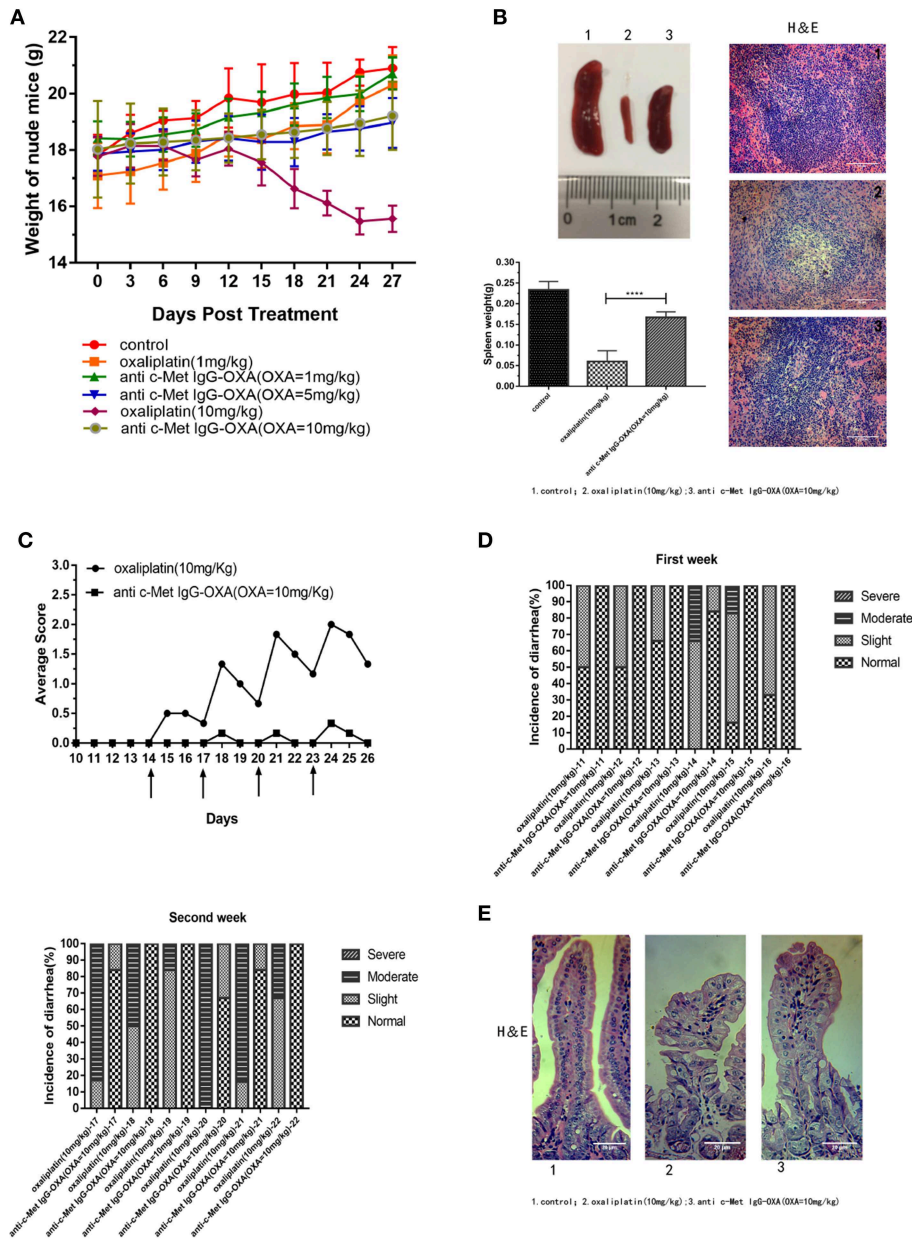 A
Weight of nude mice (g)
22
20
18
16
14
0 3 6 9 12 15 18 21 24 27
Days Post Treatment
control
oxaliplatin(1mg/kg)
anti c-Met IgG-OXA(OXA=1mg/kg)
anti c-Met IgG-OXA(OXA=5mg/kg)
oxaliplatin(10mg/kg)
anti c-Met IgG-OXA(OXA=10mg/kg)
B
1 2 3
0 1cm 2
H&E
1
2
3
Spleen weight(g)
0.30
0.25
0.20
0.15
0.10
0.05
0.00
****
control
oxaliplatin(10mg/kg)
anti c-Met IgG-OXA(OXA=10mg/kg)
1.control; 2.oxaliplatin(10mg/kg);3.anti c-Met IgG-OXA(OXA=10mg/kg)
C
Average Score
3.0
2.5
2.0
1.5
1.0
0.5
0.0
oxaliplatin(10mg/Kg)
anti c-Met IgG-OXA(OXA=10mg/Kg)
10 11 12 13 14 15 16 17 18 19 20 21 22 23 24 25 26
Days
D
First week
Incidence of diarrhea(%)
100
90
80
70
60
50
40
30
20
10
0
Severe
Moderate
Slight
Normal
oxaliplatin(10mg/kg)-11
anti-c-Met IgG-OXA(OXA=10mg/kg)-11
oxaliplatin(10mg/kg)-12
anti-c-Met IgG-OXA(OXA=10mg/kg)-12
oxaliplatin(10mg/kg)-13
anti-c-Met IgG-OXA(OXA=10mg/kg)-13
oxaliplatin(10mg/kg)-14
anti-c-Met IgG-OXA(OXA=10mg/kg)-14
oxaliplatin(10mg/kg)-15
anti-c-Met IgG-OXA(OXA=10mg/kg)-15
oxaliplatin(10mg/kg)-16
anti-c-Met IgG-OXA(OXA=10mg/kg)-16
Second week
Incidence of diarrhea(%)
100
90
80
70
60
50
40
30
20
10
0
Severe
Moderate
Slight
Normal
oxaliplatin(10mg/kg)-17
anti-c-Met IgG-OXA(OXA=10mg/kg)-17
oxaliplatin(10mg/kg)-18
anti-c-Met IgG-OXA(OXA=10mg/kg)-18
oxaliplatin(10mg/kg)-19
anti-c-Met IgG-OXA(OXA=10mg/kg)-19
oxaliplatin(10mg/kg)-20
anti-c-Met IgG-OXA(OXA=10mg/kg)-20
oxaliplatin(10mg/kg)-21
anti-c-Met IgG-OXA(OXA=10mg/kg)-21
oxaliplatin(10mg/kg)-22
anti-c-Met IgG-OXA(OXA=10mg/kg)-22
E
H&E
20 μm
1 2 3
1.control; 2.oxaliplatin(10mg/kg);3.anti c-Met IgG-OXA(OXA=10mg/kg)